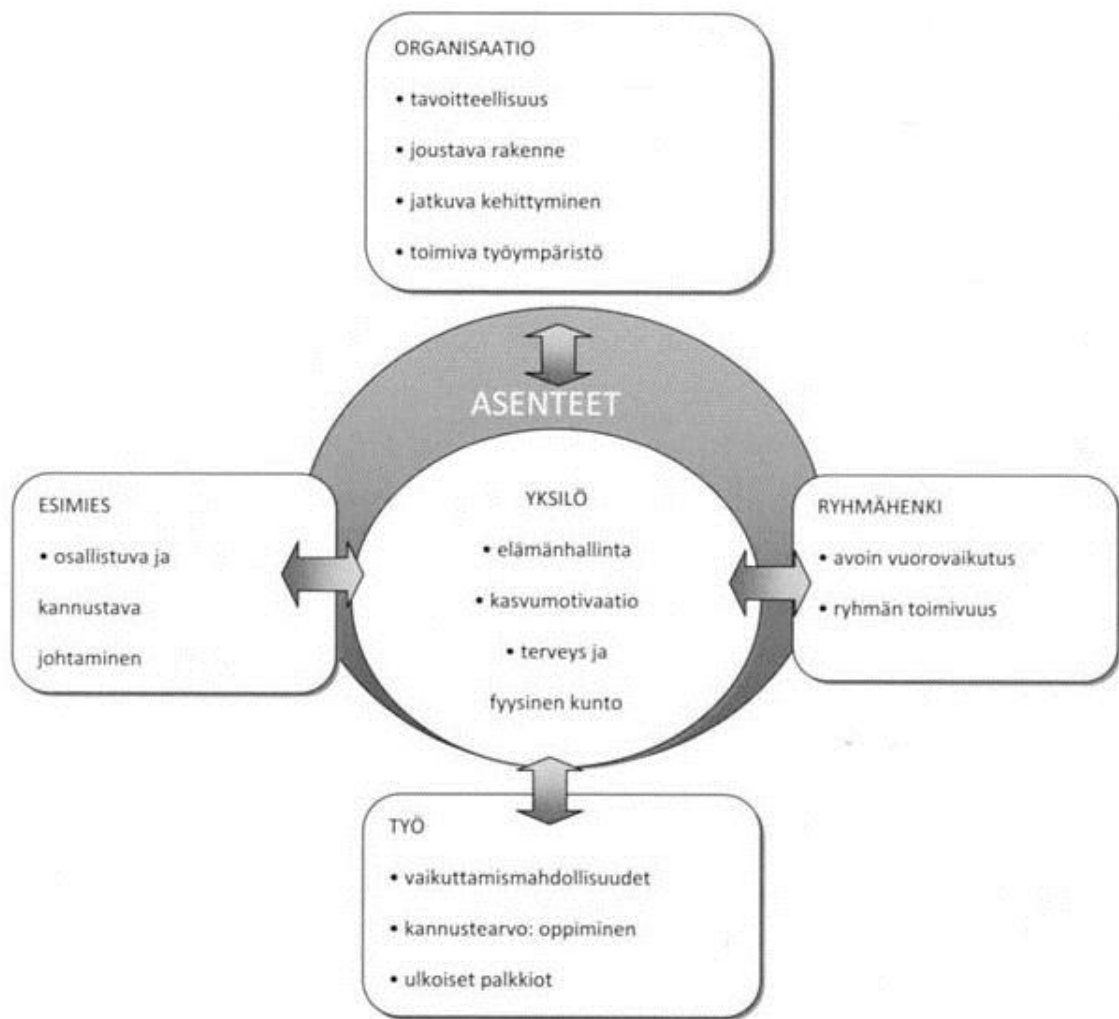 ORGANISAATIO
• tavoitteellisuus
• joustava rakenne
• jatkuva kehittyminen
• toimiva työympäristö
ASENTEET
ESIMIES
• osallistuva ja
kannustava
johtaminen
YKSILÖ
• elämänhallinta
• kasvumotivaatio
• terveys ja
fyysinen kunto
RYHMÄHENKI
• avoin vuorovaikutus
• ryhmän toimivuus
TYÖ
• vaikuttamismahdollisuudet
• kannustearvo: oppiminen
• ulkoiset palkkiot